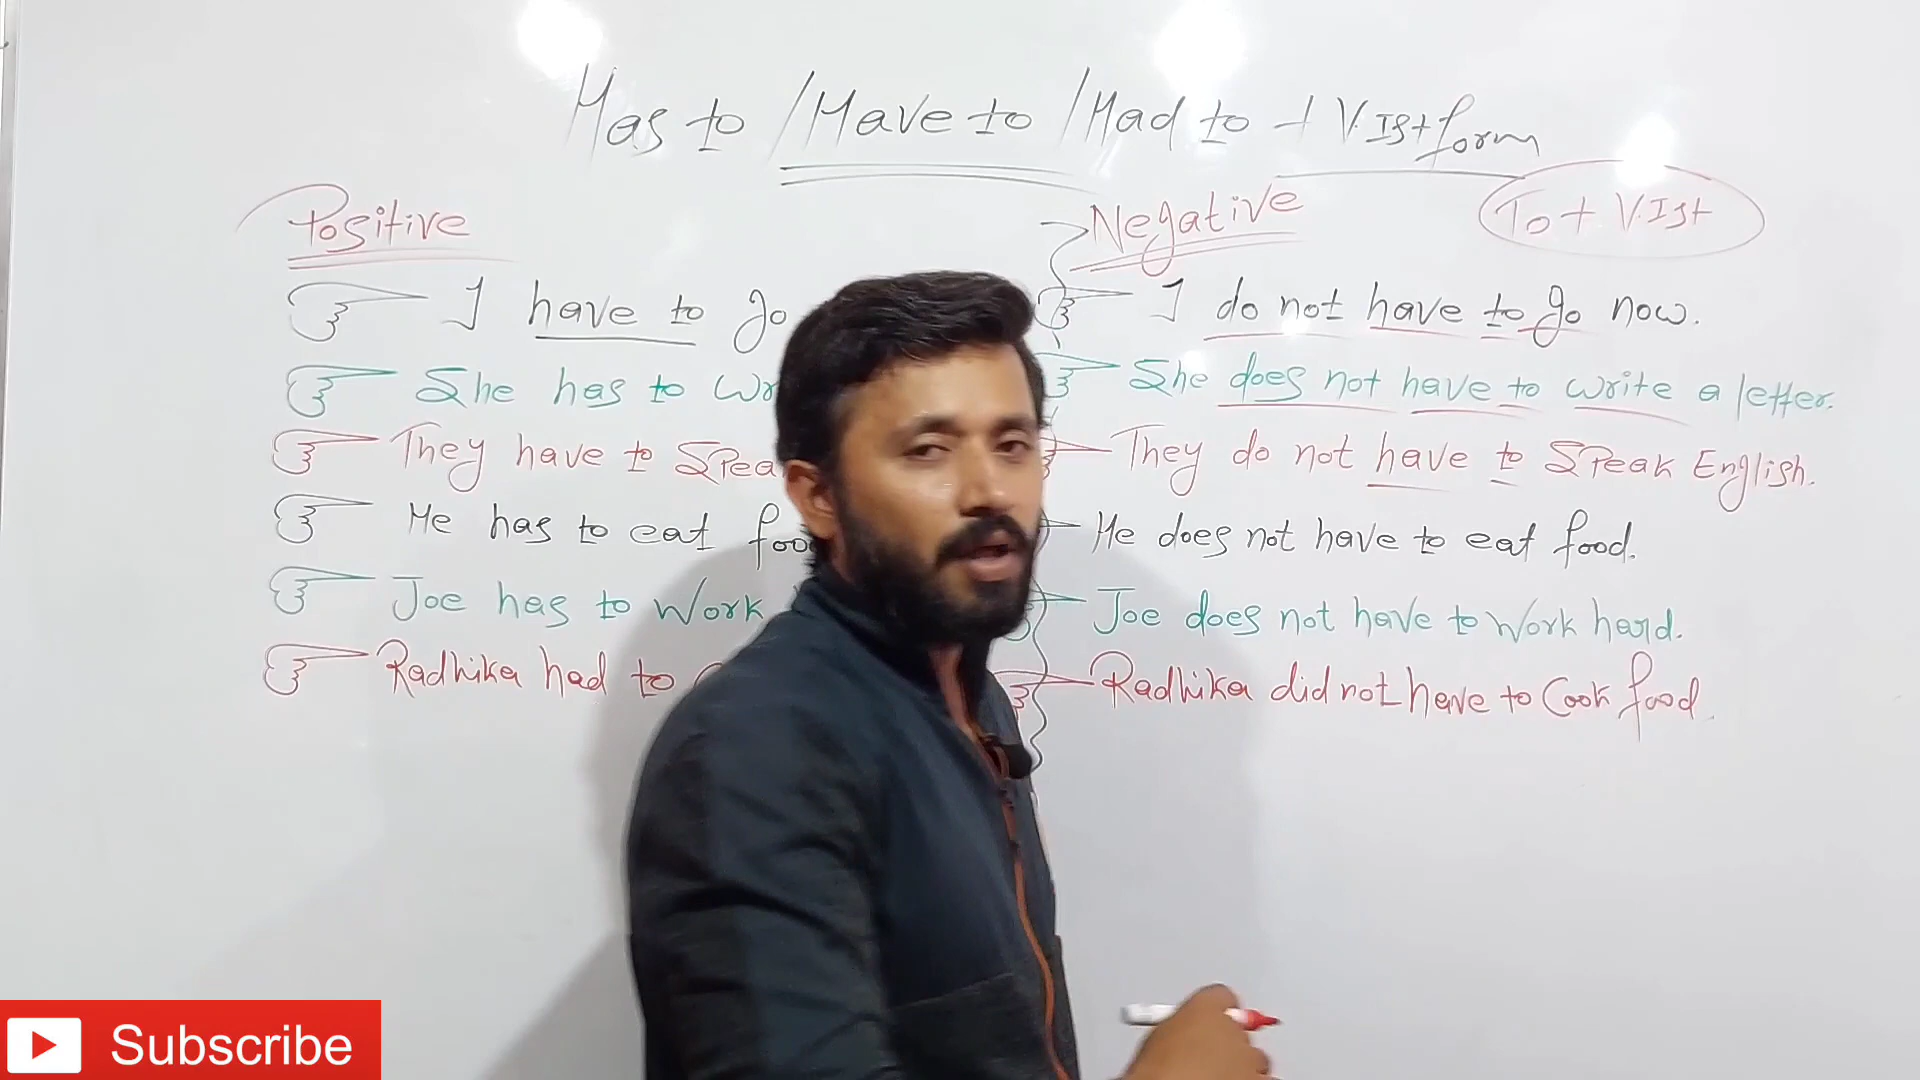 Has to / Have to / Had to + V.Ist form
Positive
Negative
To + V.Ist
I have to go
I do not have to go now.
She has to
She does not have to write a letter.
They have to
They do not have to speak English.
He has to eat
He does not have to eat food.
Joe has to work
Joe does not have to work hard.
Radhika had to
Radhika did not have to cook food.
Subscribe